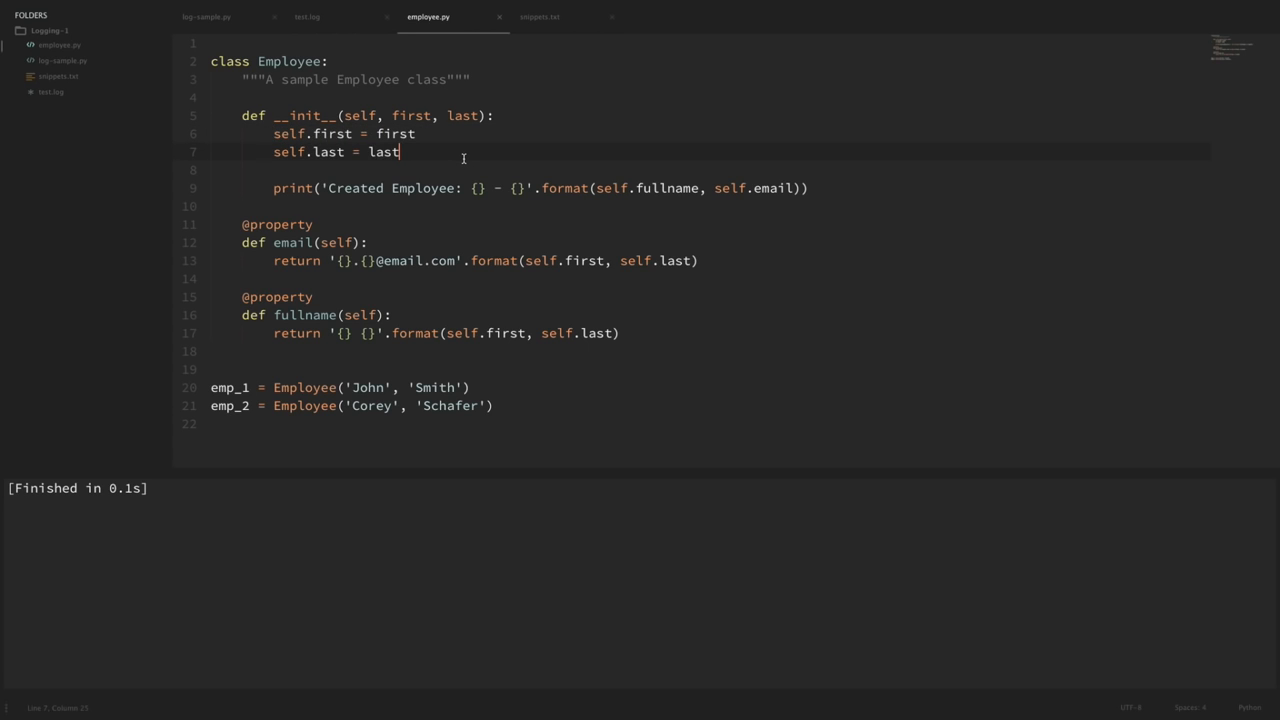 FOLDERS
Logging-1
employee.py
log-sample.py
snippets.txt
test.log
log-sample.py × test.log × employee.py × snippets.txt ×
1
2 class Employee:
3     """A sample Employee class"""
4
5     def __init__(self, first, last):
6         self.first = first
7         self.last = last
8
9         print('Created Employee: {} - {}'.format(self.fullname, self.email))
10
11     @property
12     def email(self):
13         return '{}.{}@email.com'.format(self.first, self.last)
14
15     @property
16     def fullname(self):
17         return '{} {}'.format(self.first, self.last)
18
19
20 emp_1 = Employee('John', 'Smith')
21 emp_2 = Employee('Corey', 'Schafer')
22
[Finished in 0.1s]
Line 7, Column 25 UTF-8 Spaces: 4 Python